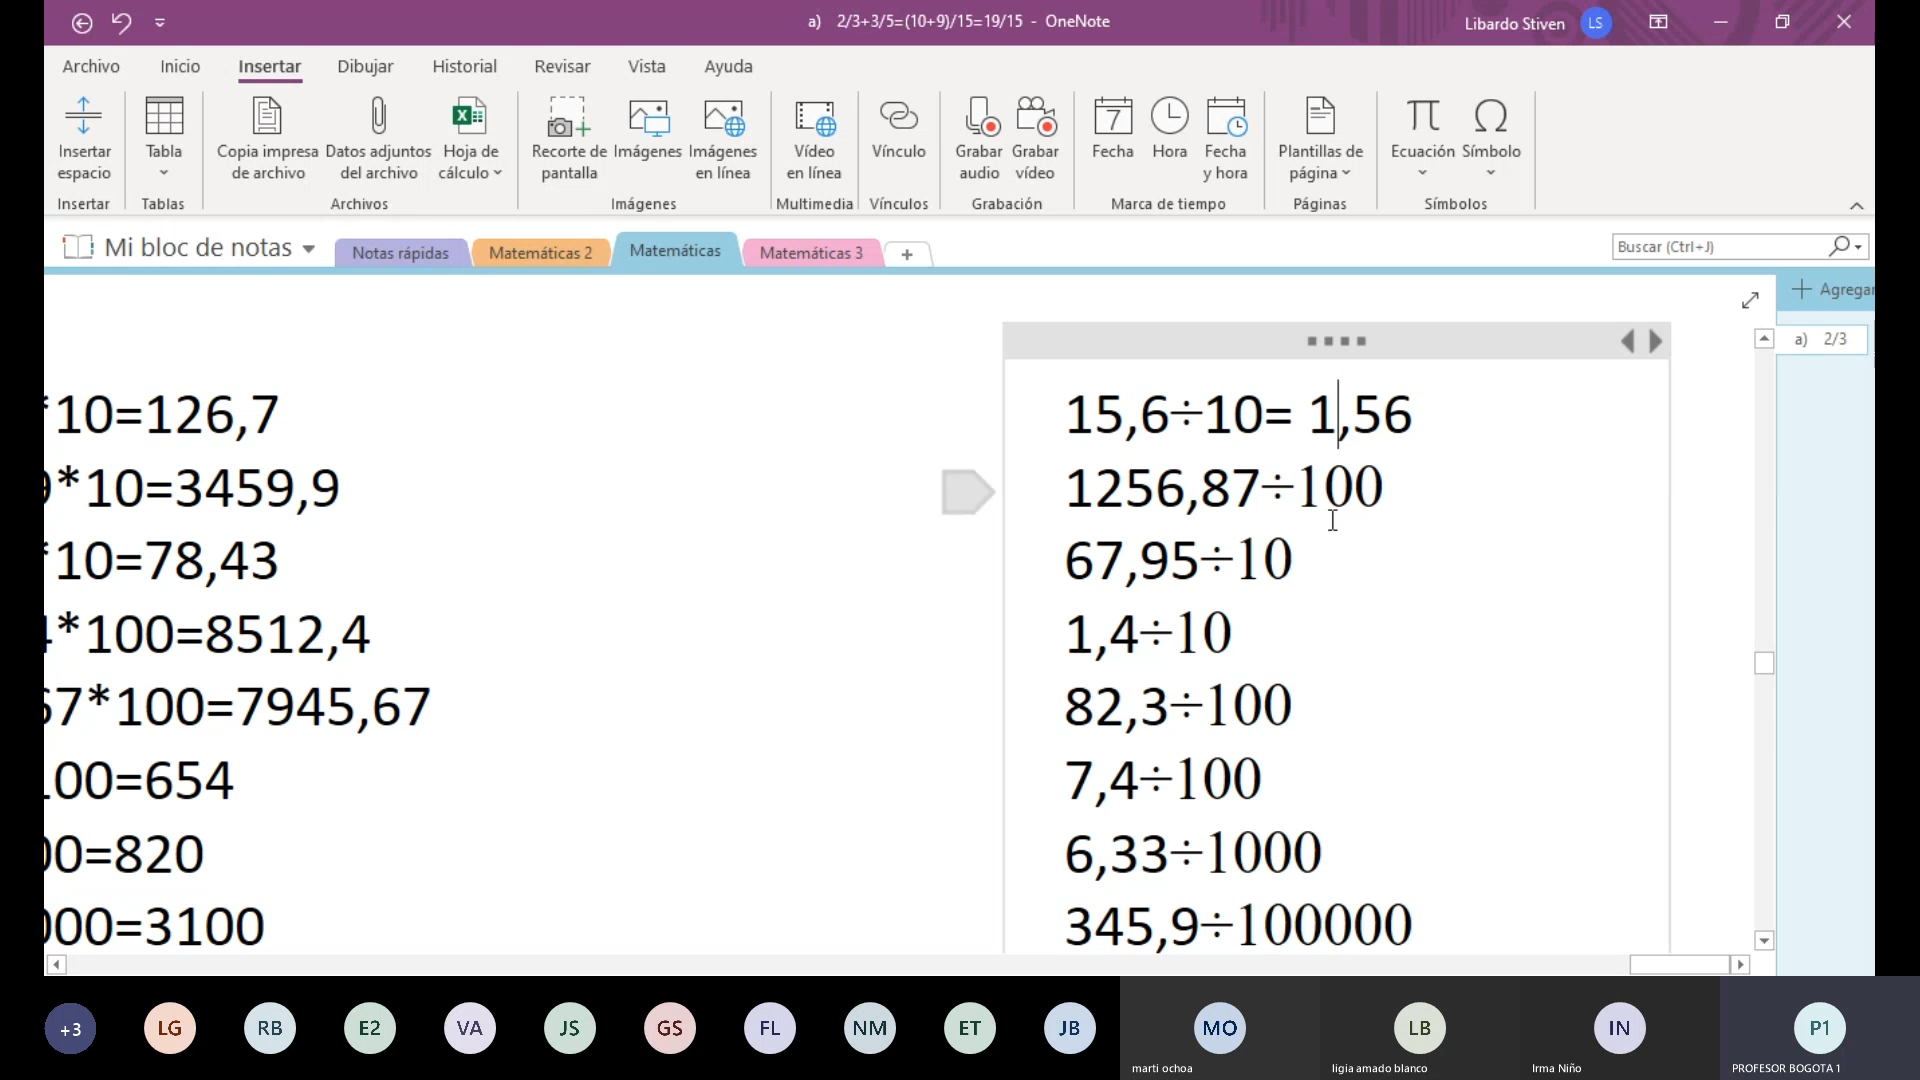 a) 2/3+3/5=(10+9)/15=19/15 - OneNote
Libardo Stiven LS
Archivo Inicio Insertar Dibujar Historial Revisar Vista Ayuda
Insertar espacio
Tabla
Copia impresa de archivo
Datos adjuntos del archivo
Hoja de cálculo
Recorte de pantalla
Imágenes
Imágenes en línea
Vídeo en línea
Vínculo
Grabar audio
Grabar vídeo
7
Fecha
Hora
Fecha y hora
Plantillas de página
π
Ecuación
Ω
Símbolo
Insertar Tablas Archivos Imágenes Multimedia Vínculos Grabación Marca de tiempo Páginas Símbolos
Mi bloc de notas
Notas rápidas Matemáticas 2 Matemáticas Matemáticas 3 +
Buscar (Ctrl+J)
+ Agregar
a) 2/3
*10=126,7
9*10=3459,9
*10=78,43
4*100=8512,4
67*100=7945,67
100=654
00=820
000=3100
15,6÷10= 1,56
1256,87÷100
67,95÷10
1,4÷10
82,3÷100
7,4÷100
6,33÷1000
345,9÷100000
+3 LG RB E2 VA JS GS FL NM ET JB MO LB IN P1
marti ochoa
ligia amado blanco
Irma Niño
PROFESOR BOGOTA 1